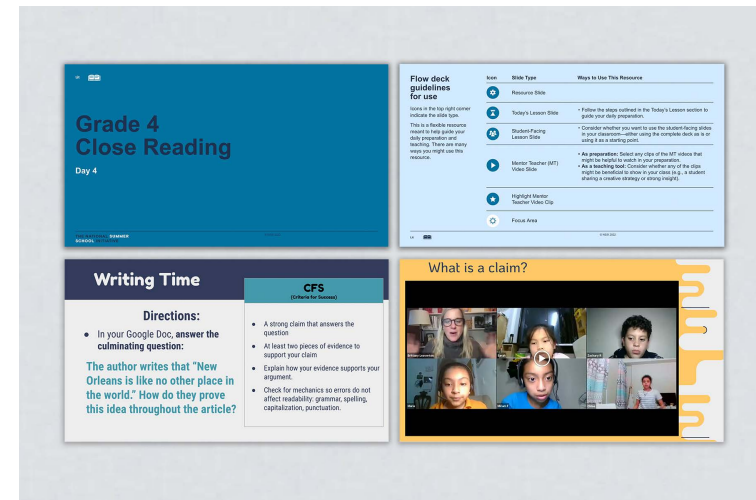 Grade 4
Close Reading
Day 4
SUMMER
SCHOOL
Flow deck
guidelines
for use
Icons in the top right corner
indicate the slide type.
This is a flexible resource
meant to help guide your
daily preparation and
teaching. There are many
ways you might use this
resource.
Icon Slide Type Ways to Use This Resource
Resource Slide
Today's Lesson Slide
• Follow the steps outlined in the Today's Lesson section to
guide your daily preparation.
Student-Facing
Lesson Slide
• Consider whether you want to use the student-facing slides
in your classroom—either using the complete deck as is or
using it as a starting point.
Mentor Teacher (MT)
Video Slide
• As preparation: Select any clips of the MT videos that
might be helpful to watch in your preparation.
• As a teaching tool: Consider whether any of the clips
might be beneficial to show in your class (e.g., a student
sharing a creative strategy or strong insight).
Highlight Mentor
Teacher Video Clip
Focus Area
Writing Time
Directions:
• In your Google Doc, answer the
culminating question:
The author writes that "New
Orleans is like no other place in
the world." How do they prove
this idea throughout the article?
CFS
(Criteria for Success)
• A strong claim that answers the
question
• At least two pieces of evidence to
support your claim
• Explain how your evidence supports your
argument.
• Check for mechanics so errors do not
affect readability: grammar, spelling,
capitalization, punctuation.
What is a claim?